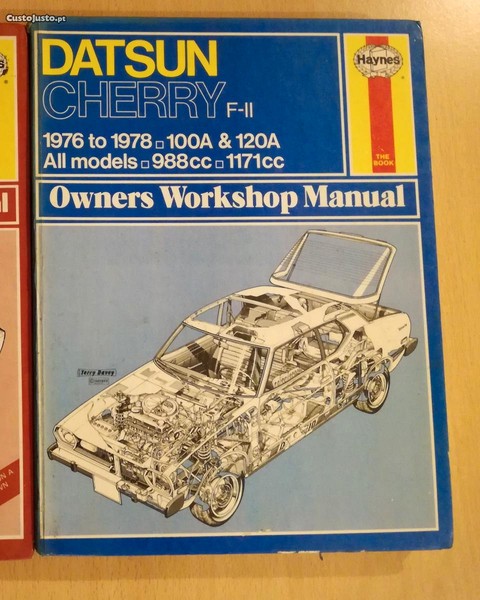 CustoJusto.pt
DATSUN
CHERRY F-II
1976 to 1978 □ 100A & 120A
All models □ 988cc □ 1171cc
Haynes
®
THE
BOOK
Owners Workshop Manual
Terry Davey